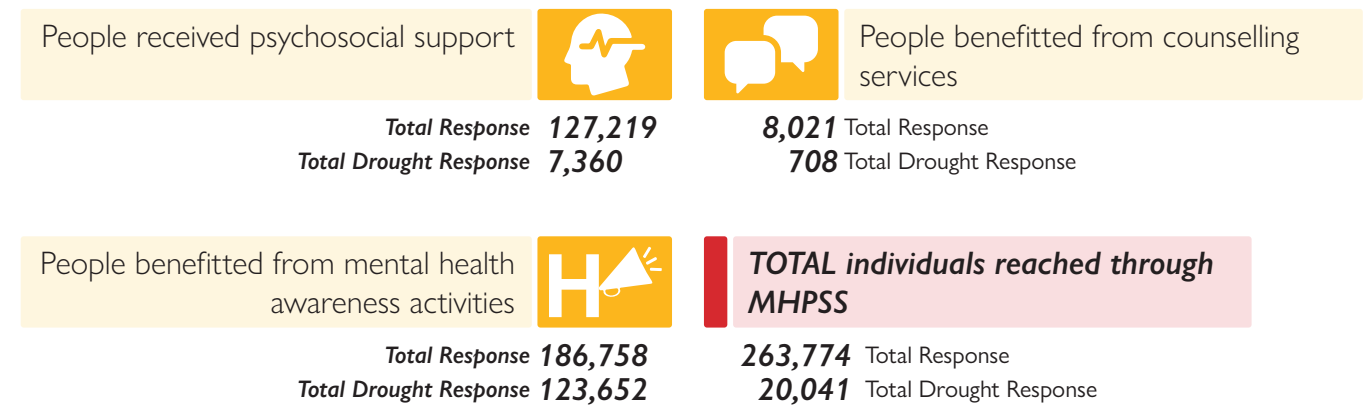 People received psychosocial support
Total Response 127,219
Total Drought Response 7,360
People benefitted from counselling
services
8,021 Total Response
708 Total Drought Response
People benefitted from mental health
awareness activities
H
Total Response 186,758
Total Drought Response 123,652
TOTAL individuals reached through
MHPSS
263,774 Total Response
20,041 Total Drought Response